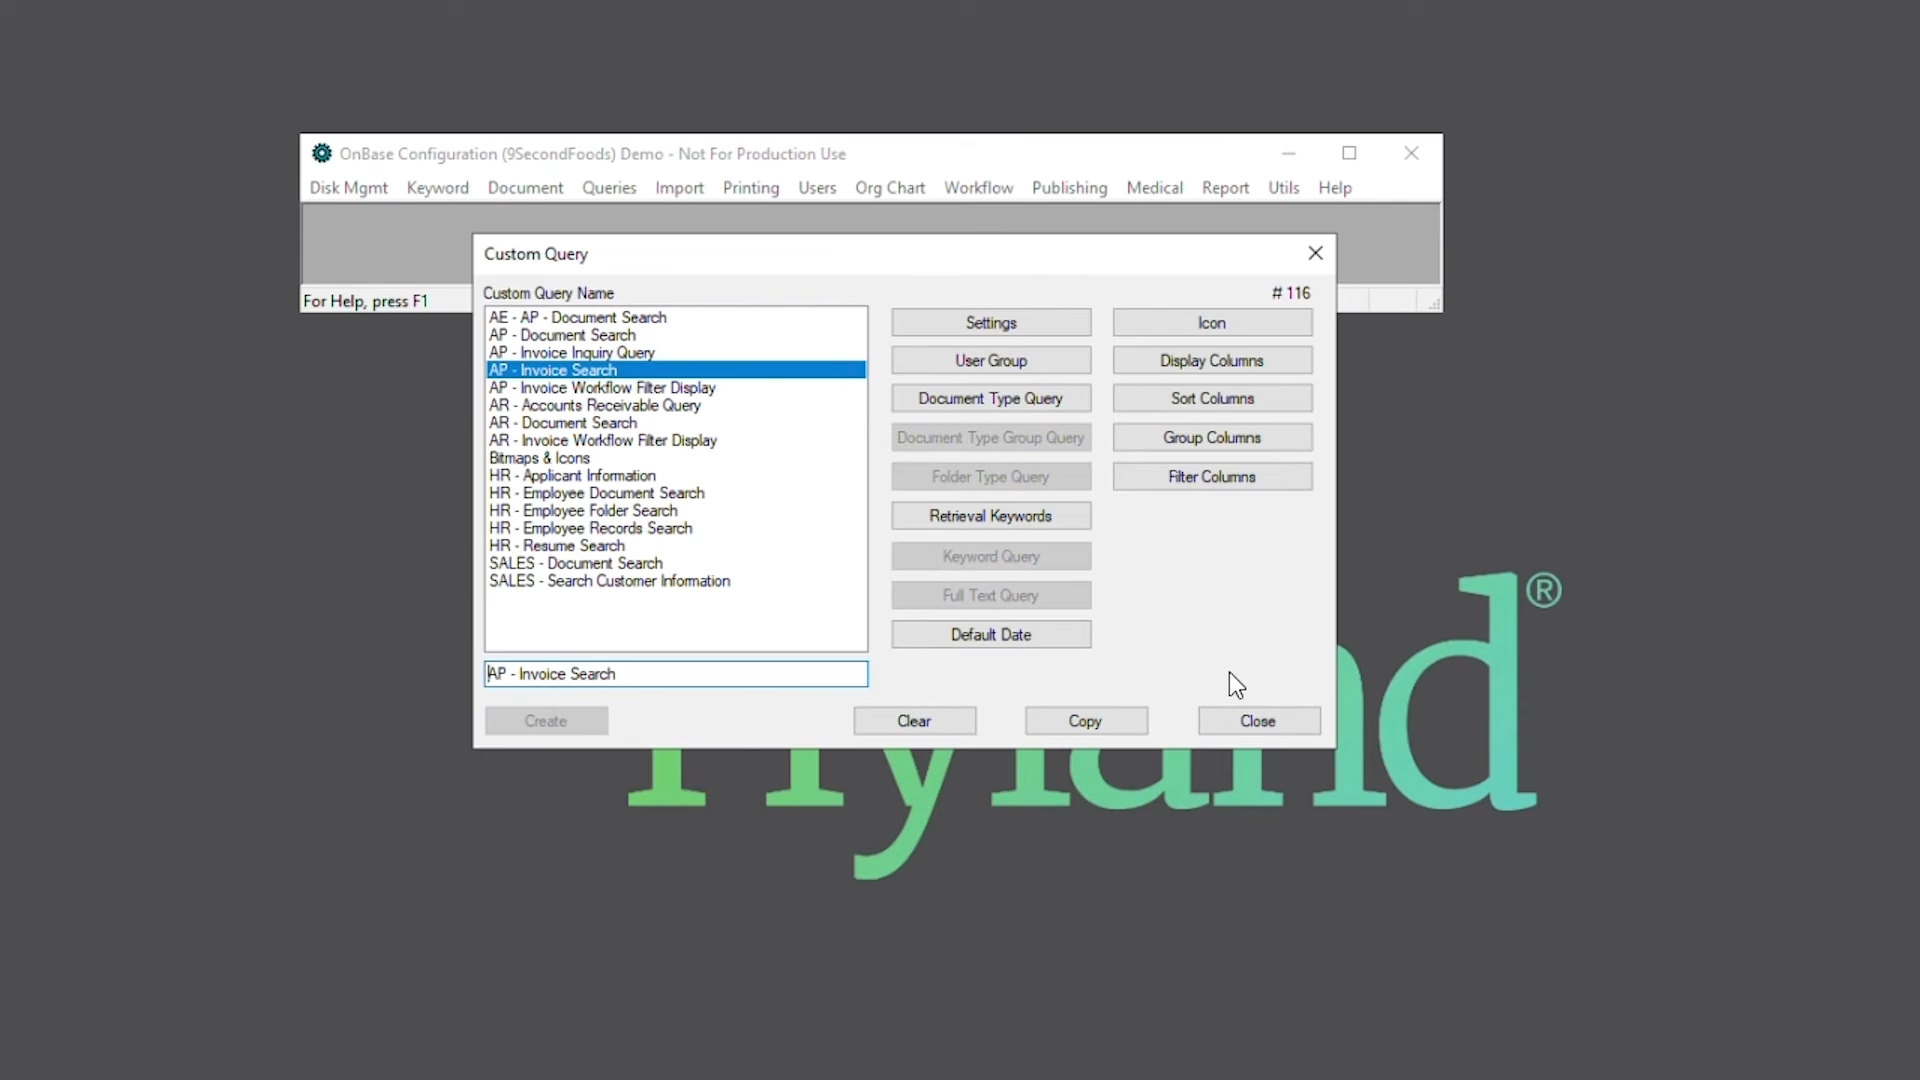 OnBase Configuration (9SecondFoods) Demo - Not For Production Use
Disk Mgmt Keyword Document Queries Import Printing Users Org Chart Workflow Publishing Medical Report Utils Help
Custom Query
For Help, press F1
Custom Query Name
# 116
AE - AP - Document Search
AP - Document Search
AP - Invoice Inquiry Query
AP - Invoice Search
AP - Invoice Workflow Filter Display
AR - Accounts Receivable Query
AR - Document Search
AR - Invoice Workflow Filter Display
Bitmaps & Icons
HR - Applicant Information
HR - Employee Document Search
HR - Employee Folder Search
HR - Employee Records Search
HR - Resume Search
SALES - Document Search
SALES - Search Customer Information
AP - Invoice Search
Settings
User Group
Document Type Query
Document Type Group Query
Folder Type Query
Retrieval Keywords
Keyword Query
Full Text Query
Default Date
Icon
Display Columns
Sort Columns
Group Columns
Filter Columns
Create Clear Copy Close
Hyland®